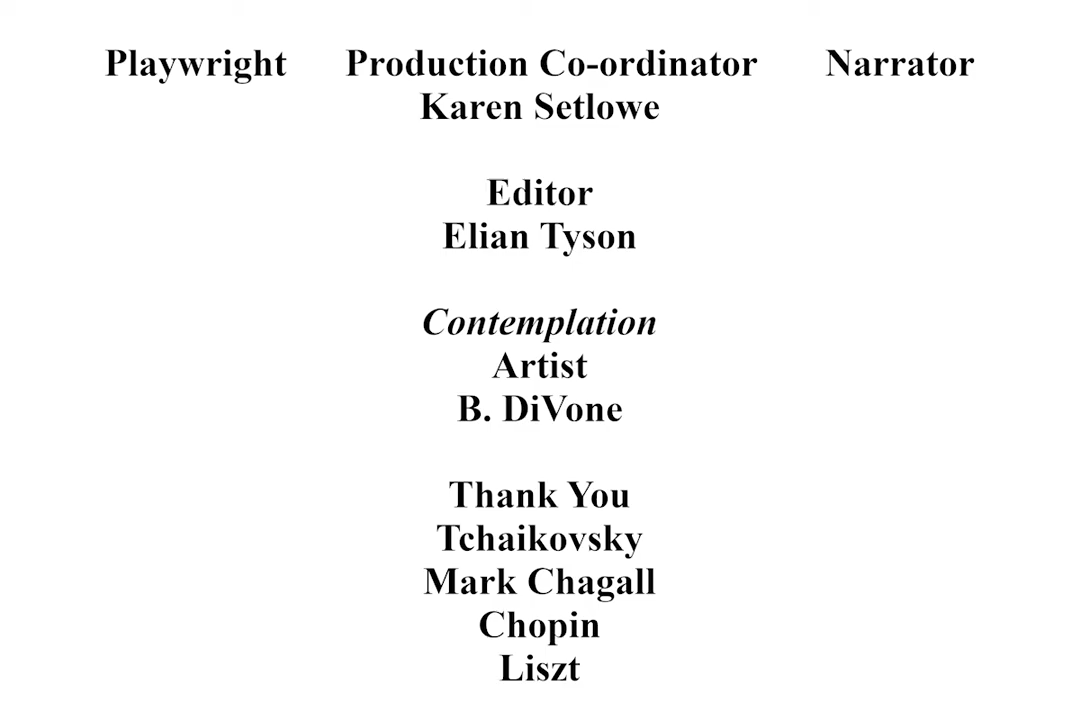 Playwright Production Co-ordinator Narrator
Karen Setlowe
Editor
Elian Tyson
Contemplation
Artist
B. DiVone
Thank You
Tchaikovsky
Mark Chagall
Chopin
Liszt